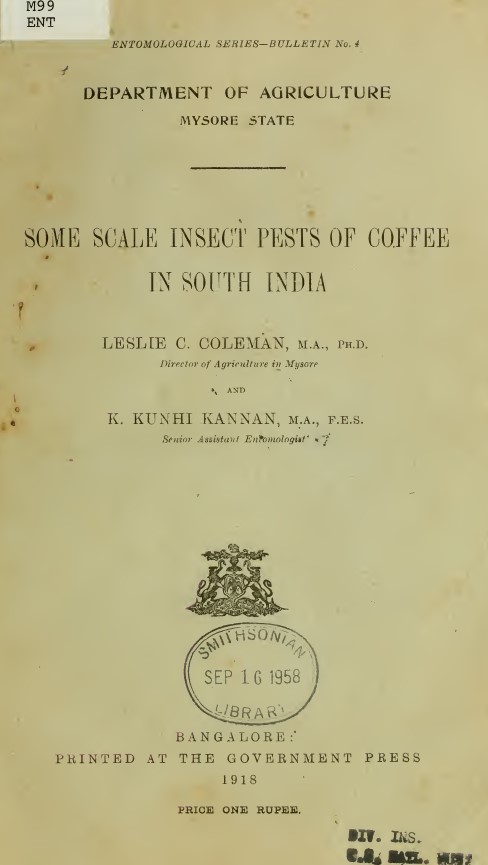 M99
ENT
ENTOMOLOGICAL SERIES—BULLETIN No. 4
DEPARTMENT OF AGRICULTURE
MYSORE STATE
SOME SCALE INSECT PESTS OF COFFEE
IN SOUTH INDIA
LESLIE C. COLEMAN, M.A., PH.D.
Director of Agriculture in Mysore
AND
K. KUNHI KANNAN, M.A., F.E.S.
Senior Assistant Entomologist
SMITHSONIAN
SEP 16 1958
LIBRARY
BANGALORE:
PRINTED AT THE GOVERNMENT PRESS
1918
PRICE ONE RUPEE.
DIV. INS.